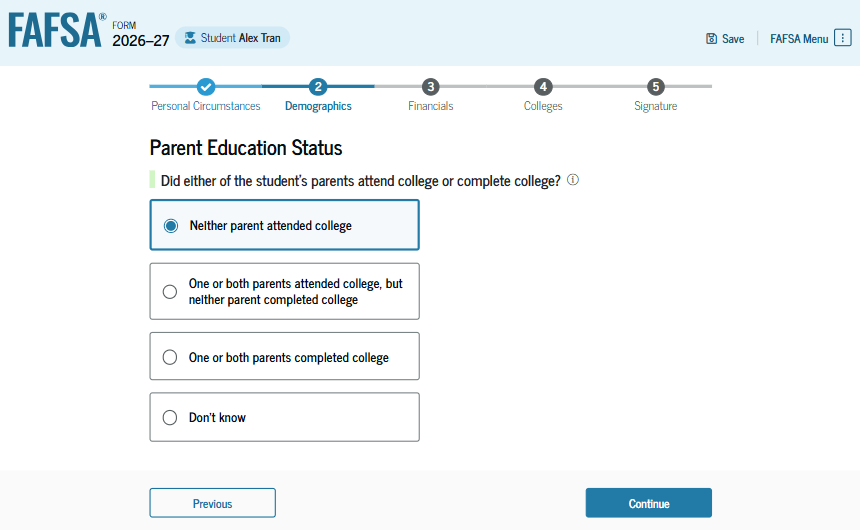 FAFSA®
FORM
2026–27
Student Alex Tran
Save
FAFSA Menu
2
3
4
5
Personal Circumstances
Demographics
Financials
Colleges
Signature
Parent Education Status
Did either of the student's parents attend college or complete college?
Neither parent attended college
One or both parents attended college, but
neither parent completed college
One or both parents completed college
Don't know
Previous
Continue